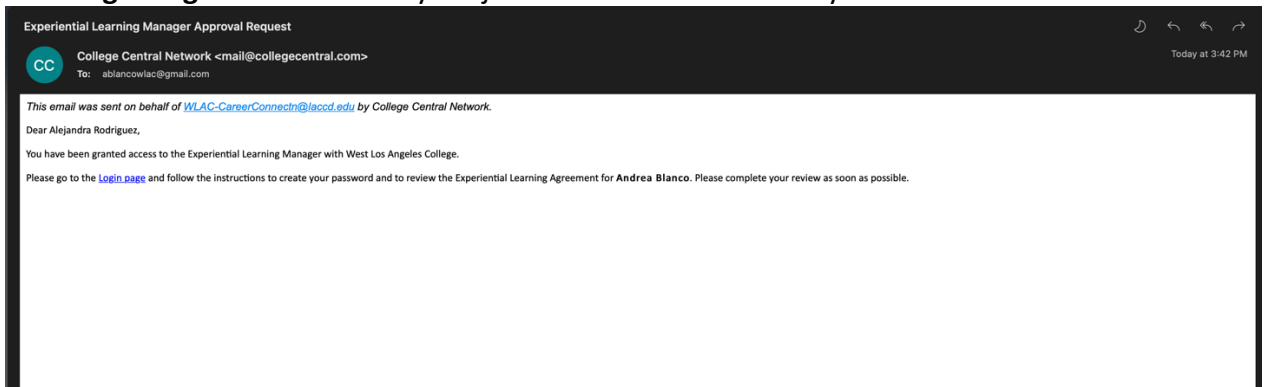 Experiential Learning Manager Approval Request
CC
College Central Network <mail@collegecentral.com>
To: ablancowlac@gmail.com
Today at 3:42 PM
This email was sent on behalf of WLAC-CareerConnectn@laccd.edu by College Central Network.
Dear Alejandra Rodriguez,
You have been granted access to the Experiential Learning Manager with West Los Angeles College.
Please go to the Login page and follow the instructions to create your password and to review the Experiential Learning Agreement for Andrea Blanco. Please complete your review as soon as possible.